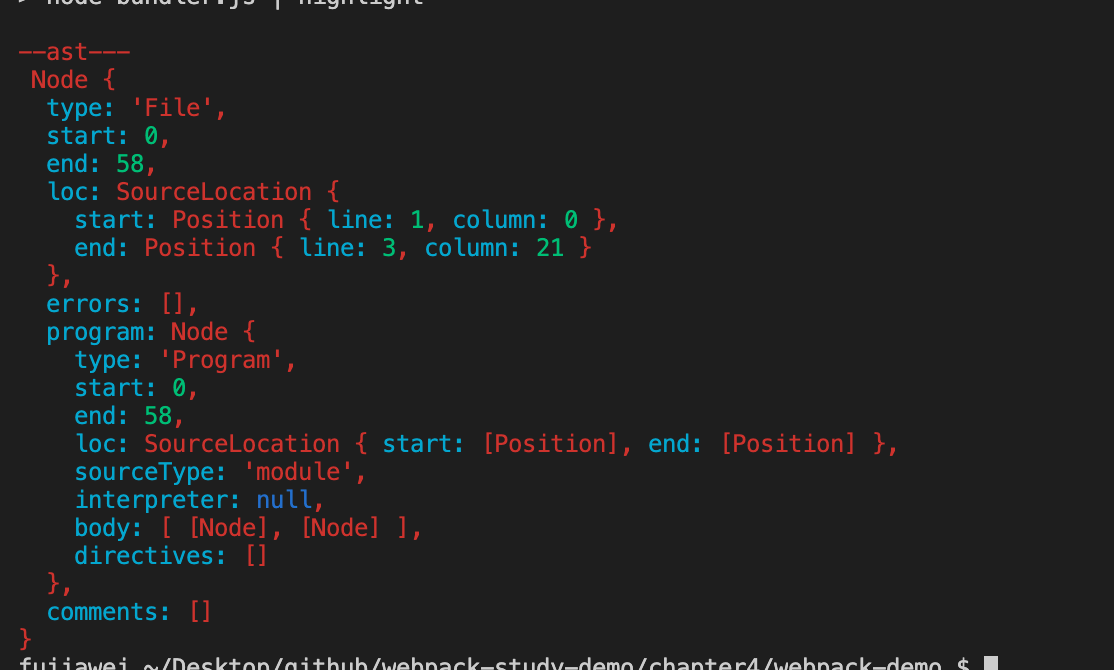 > node bundler.js | highlight
--ast---
 Node {
  type: 'File',
  start: 0,
  end: 58,
  loc: SourceLocation {
    start: Position { line: 1, column: 0 },
    end: Position { line: 3, column: 21 }
  },
  errors: [],
  program: Node {
    type: 'Program',
    start: 0,
    end: 58,
    loc: SourceLocation { start: [Position], end: [Position] },
    sourceType: 'module',
    interpreter: null,
    body: [ [Node], [Node] ],
    directives: []
  },
  comments: []
}
fujiawei ~/Desktop/github/webpack-study-demo/chapter4/webpack-demo $